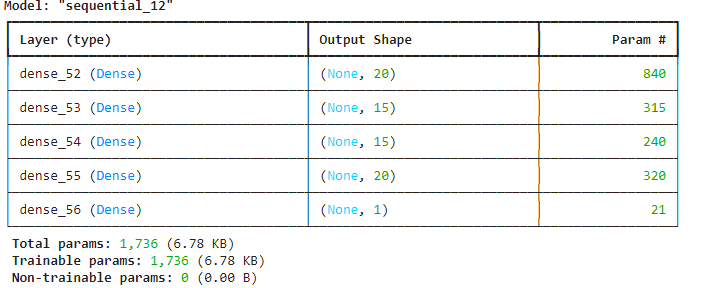 Model: "sequential_12"
Layer (type) Output Shape Param #
dense_52 (Dense) (None, 20) 840
dense_53 (Dense) (None, 15) 315
dense_54 (Dense) (None, 15) 240
dense_55 (Dense) (None, 20) 320
dense_56 (Dense) (None, 1) 21
Total params: 1,736 (6.78 KB)
Trainable params: 1,736 (6.78 KB)
Non-trainable params: 0 (0.00 B)